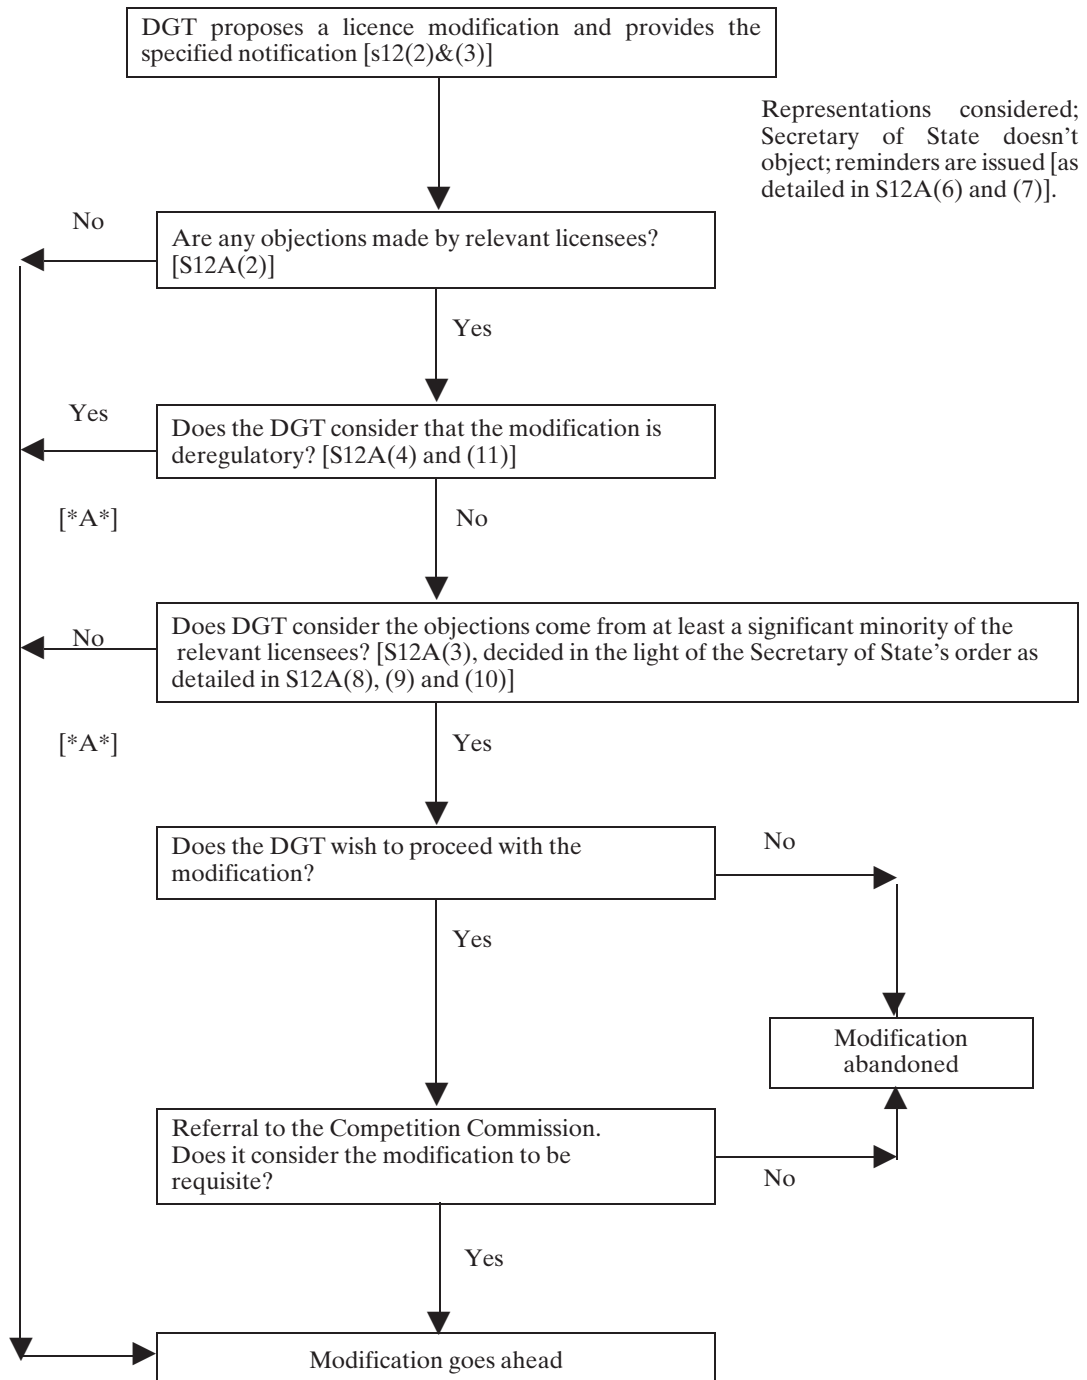 DGT proposes a licence modification and provides the
specified notification [s12(2)&(3)]
Representations considered;
Secretary of State doesn't
object; reminders are issued [as
detailed in S12A(6) and (7)].
No
Are any objections made by relevant licensees?
[S12A(2)]
Yes
Yes
Does the DGT consider that the modification is
deregulatory? [S12A(4) and (11)]
[*A*]
No
No
Does DGT consider the objections come from at least a significant minority of the
relevant licensees? [S12A(3), decided in the light of the Secretary of State's order as
detailed in S12A(8), (9) and (10)]
[*A*]
Yes
Does the DGT wish to proceed with the
modification?
No
Yes
Modification
abandoned
Referral to the Competition Commission.
Does it consider the modification to be
requisite?
No
Yes
Modification goes ahead